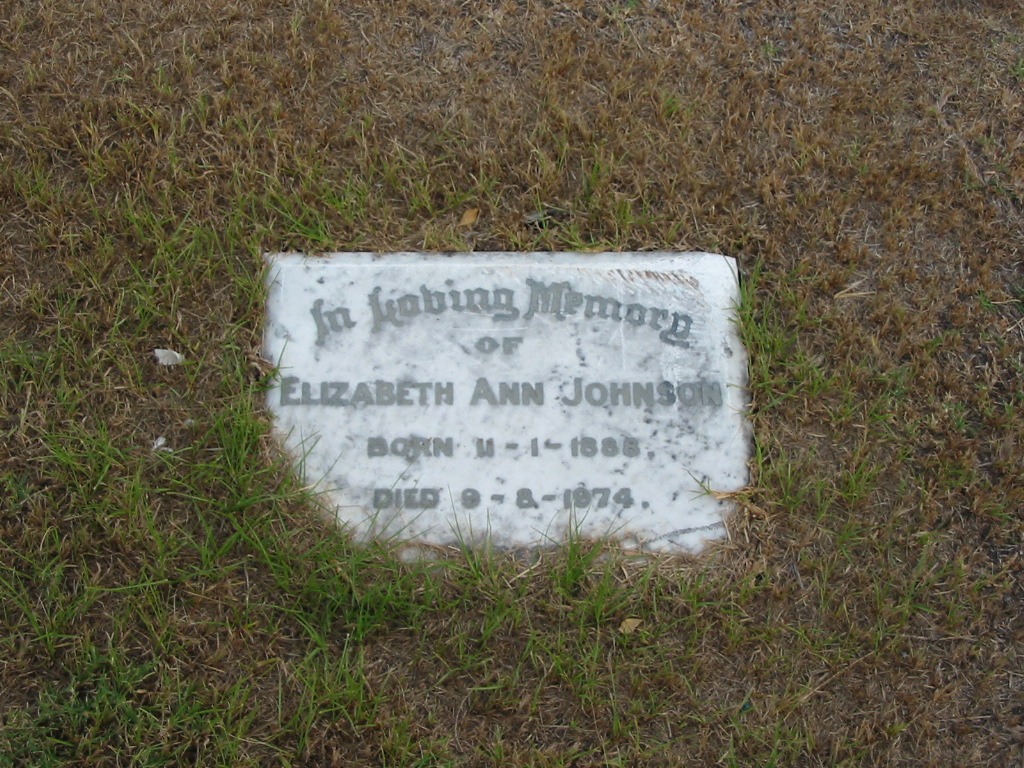 In Loving Memory
OF
ELIZABETH ANN JOHNSON
BORN 11-1-1886.
DIED 9-8-1974.